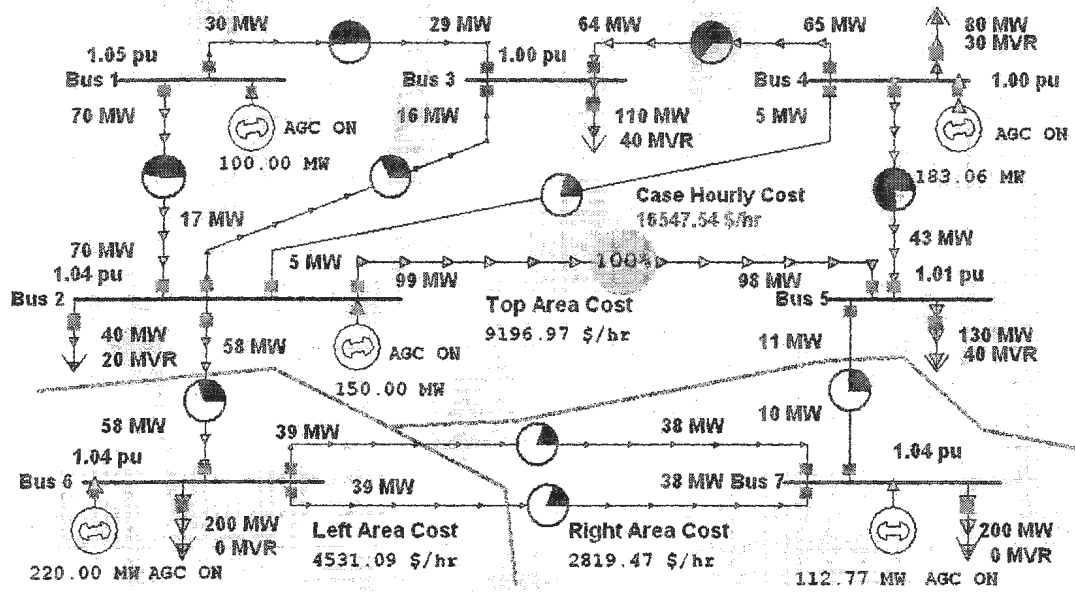 30 MW
29 MW
64 MW
65 MW
80 MW
30 MVR
1.05 pu
1.00 pu
1.00 pu
Bus 1
Bus 3
Bus 4
70 MW
AGC ON
100.00 MW
16 MW
110 MW
40 MVR
5 MW
AGC ON
183.06 MW
Case Hourly Cost
16547.54 $/hr
17 MW
43 MW
70 MW
1.04 pu
5 MW
99 MW
100%
98 MW
1.01 pu
Bus 2
Top Area Cost
9196.97 $/hr
Bus 5
40 MW
20 MVR
58 MW
AGC ON
150.00 MW
11 MW
130 MW
40 MVR
58 MW
39 MW
38 MW
10 MW
1.04 pu
1.04 pu
Bus 6
39 MW
38 MW
Bus 7
200 MW
0 MVR
Left Area Cost
4531.09 $/hr
Right Area Cost
2819.47 $/hr
200 MW
0 MVR
220.00 MW AGC ON
112.77 MW AGC ON